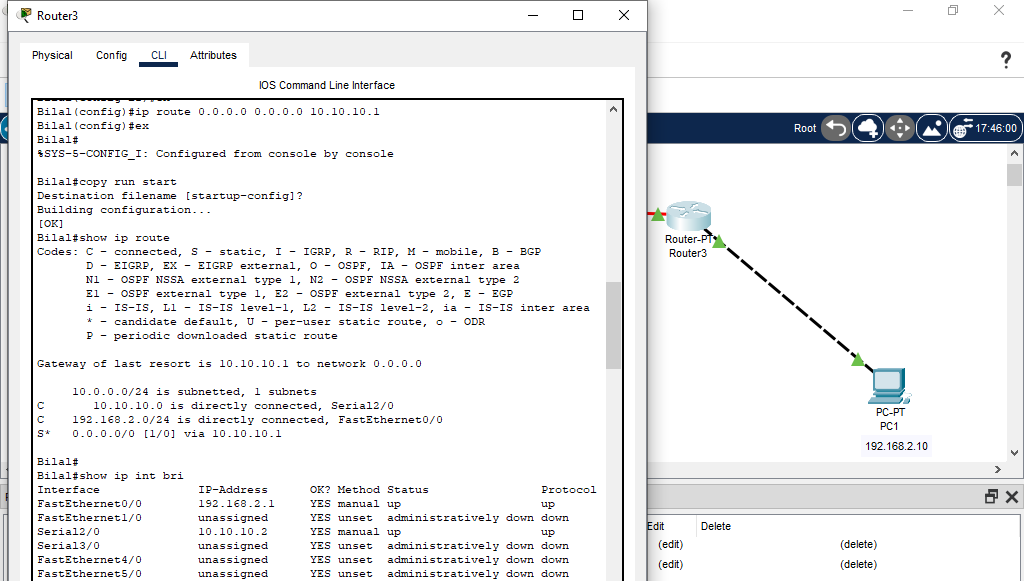 Router3
Physical Config CLI Attributes
IOS Command Line Interface
Bilal(config)#ip route 0.0.0.0 0.0.0.0 10.10.10.1
Bilal(config)#ex
Bilal#
%SYS-5-CONFIG_I: Configured from console by console
Bilal#copy run start
Destination filename [startup-config]?
Building configuration...
[OK]
Bilal#show ip route
Codes: C - connected, S - static, I - IGRP, R - RIP, M - mobile, B - BGP
D - EIGRP, EX - EIGRP external, O - OSPF, IA - OSPF inter area
N1 - OSPF NSSA external type 1, N2 - OSPF NSSA external type 2
E1 - OSPF external type 1, E2 - OSPF external type 2, E - EGP
i - IS-IS, L1 - IS-IS level-1, L2 - IS-IS level-2, ia - IS-IS inter area
* - candidate default, U - per-user static route, o - ODR
P - periodic downloaded static route
Gateway of last resort is 10.10.10.1 to network 0.0.0.0
10.0.0.0/24 is subnetted, 1 subnets
C 10.10.10.0 is directly connected, Serial2/0
C 192.168.2.0/24 is directly connected, FastEthernet0/0
S* 0.0.0.0/0 [1/0] via 10.10.10.1
Bilal#
Bilal#show ip int bri
Interface IP-Address OK? Method Status Protocol
FastEthernet0/0 192.168.2.1 YES manual up up
FastEthernet1/0 unassigned YES unset administratively down down
Serial2/0 10.10.10.2 YES manual up up
Serial3/0 unassigned YES unset administratively down down
FastEthernet4/0 unassigned YES unset administratively down down
FastEthernet5/0 unassigned YES unset administratively down down
?
Root 17:46:00
Router-PT
Router3
PC-PT
PC1
192.168.2.10
Edit Delete
(edit) (delete)
(edit) (delete)